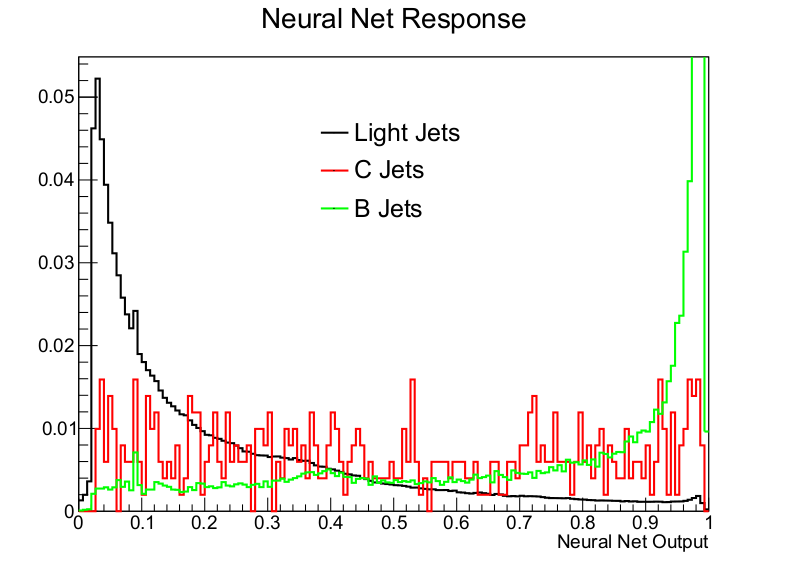 Neural Net Response
0.05
0.04
0.03
0.02
0.01
0
Light Jets
C Jets
B Jets
0 0.1 0.2 0.3 0.4 0.5 0.6 0.7 0.8 0.9 1
Neural Net Output